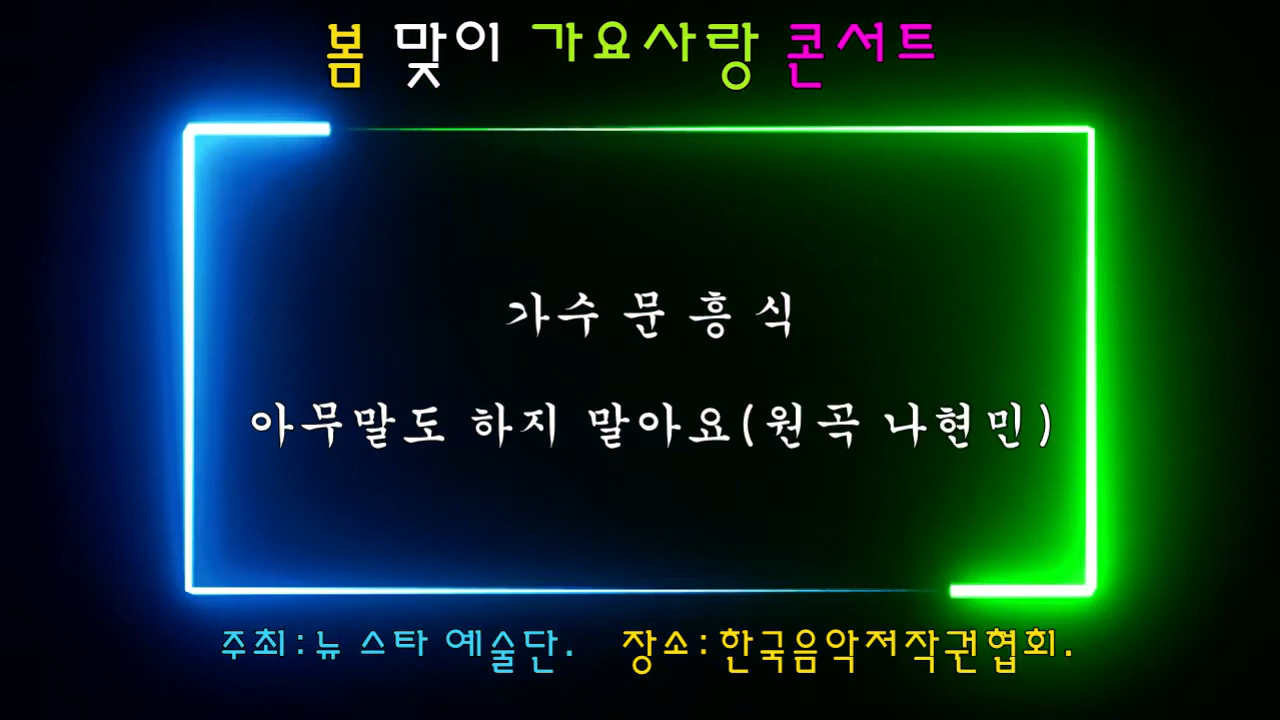 봄 맞이 가요사랑 콘서트
가수 문 흥 식
아무말도 하지 말아요(원곡 나현민)
주최:뉴 스타 예술단. 장소:한국음악저작권협회.